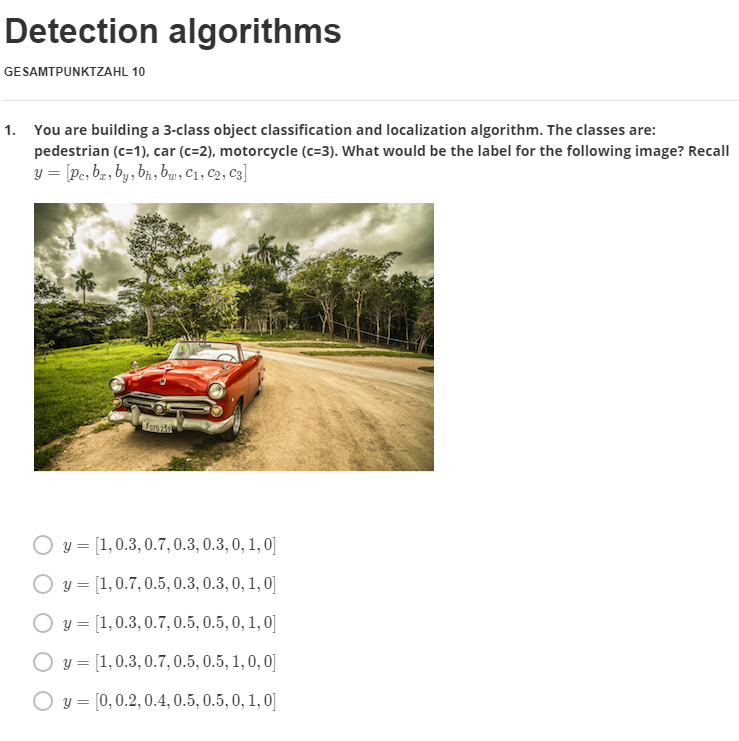 Detection algorithms
GESAMTPUNKTZAHL 10
1. You are building a 3-class object classification and localization algorithm. The classes are:
pedestrian (c=1), car (c=2), motorcycle (c=3). What would be the label for the following image? Recall
y = [p_c, b_x, b_y, b_h, b_w, c_1, c_2, c_3]
y = [1, 0.3, 0.7, 0.3, 0.3, 0, 1, 0]
y = [1, 0.7, 0.5, 0.3, 0.3, 0, 1, 0]
y = [1, 0.3, 0.7, 0.5, 0.5, 0, 1, 0]
y = [1, 0.3, 0.7, 0.5, 0.5, 1, 0, 0]
y = [0, 0.2, 0.4, 0.5, 0.5, 0, 1, 0]